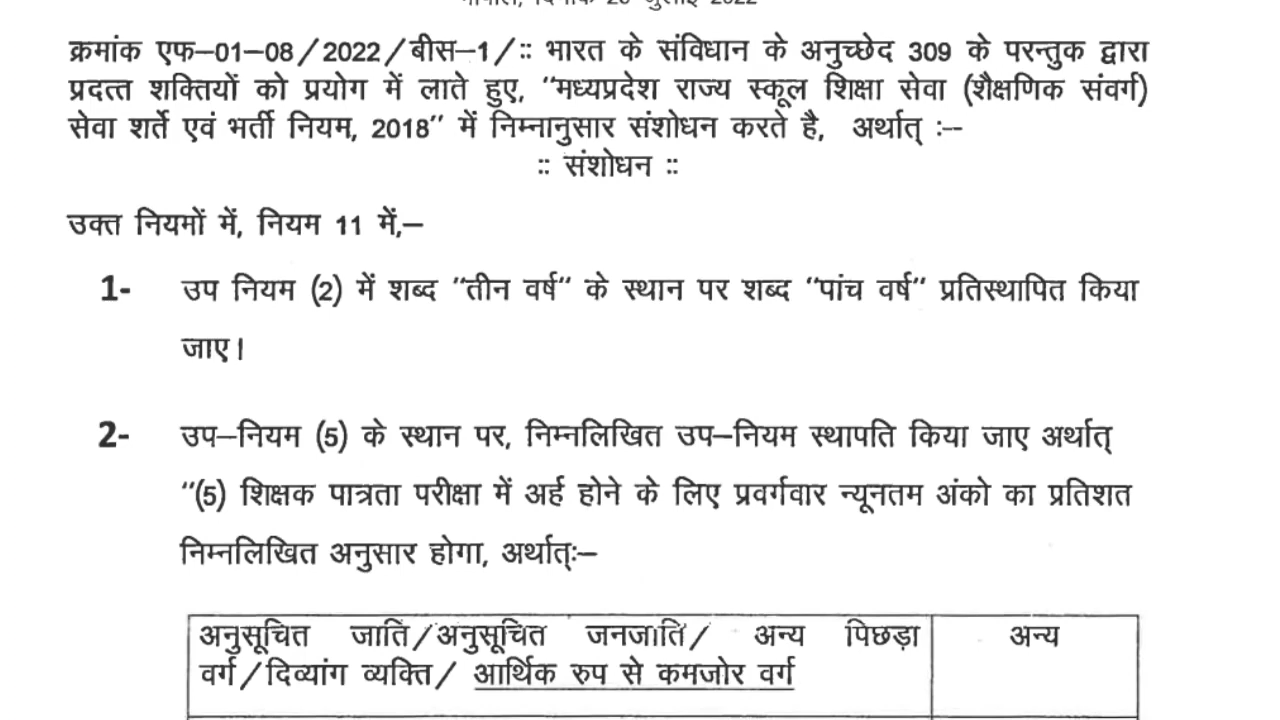 क्रमांक एफ–01–08/2022/बीस–1/:: भारत के संविधान के अनुच्छेद 309 के परन्तुक द्वारा
प्रदत्त शक्तियों को प्रयोग में लाते हुए, "मध्यप्रदेश राज्य स्कूल शिक्षा सेवा (शैक्षणिक संवर्ग)
सेवा शर्ते एवं भर्ती नियम, 2018" में निम्नानुसार संशोधन करते है, अर्थात् :–
:: संशोधन ::
उक्त नियमों में, नियम 11 में,–
1- उप नियम (2) में शब्द "तीन वर्ष" के स्थान पर शब्द "पांच वर्ष" प्रतिस्थापित किया
जाए।
2- उप–नियम (5) के स्थान पर, निम्नलिखित उप–नियम स्थापति किया जाए अर्थात्
"(5) शिक्षक पात्रता परीक्षा में अर्ह होने के लिए प्रवर्गवार न्यूनतम अंको का प्रतिशत
निम्नलिखित अनुसार होगा, अर्थात्:–
अनुसूचित जाति/अनुसूचित जनजाति/ अन्य पिछड़ा
वर्ग/दिव्यांग व्यक्ति/ आर्थिक रुप से कमजोर वर्ग
अन्य